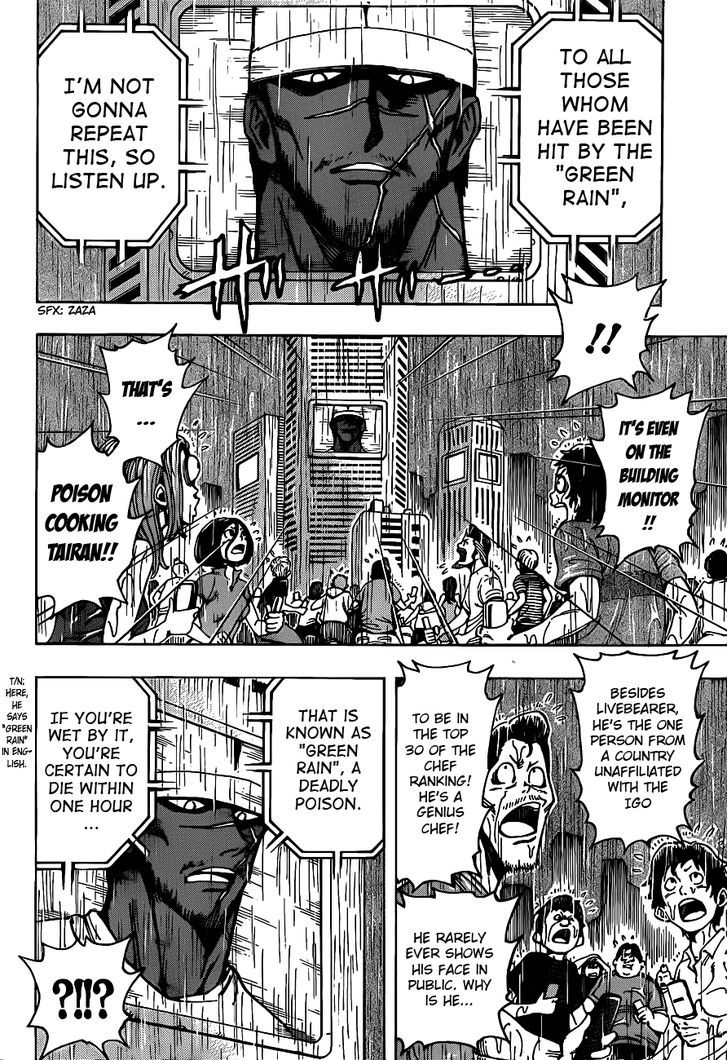 TO ALL
THOSE
WHOM
HAVE BEEN
HIT BY THE
"GREEN
RAIN",
I'M NOT
GONNA
REPEAT
THIS, SO
LISTEN UP.
ザザ
SFX: ZAZA
!!
IT'S EVEN
ON THE
BUILDING
MONITOR
!!
THAT'S
...
POISON
COOKING
TAIRAN!!
BESIDES
LIVEBEARER,
HE'S THE ONE
PERSON FROM
A COUNTRY
UNAFFILIATED
WITH THE
IGO
TO BE IN
THE TOP
30 OF THE
CHEF
RANKING!
HE'S A
GENIUS
CHEF!
HE RARELY
EVER SHOWS
HIS FACE IN
PUBLIC. WHY
IS HE...
THAT IS
KNOWN AS
"GREEN
RAIN", A
DEADLY
POISON.
IF YOU'RE
WET BY IT,
YOU'RE
CERTAIN TO
DIE WITHIN
ONE HOUR
...
T/N:
HERE,
HE
SAYS
"GREEN
RAIN"
IN ENG-
LISH.
?!!?